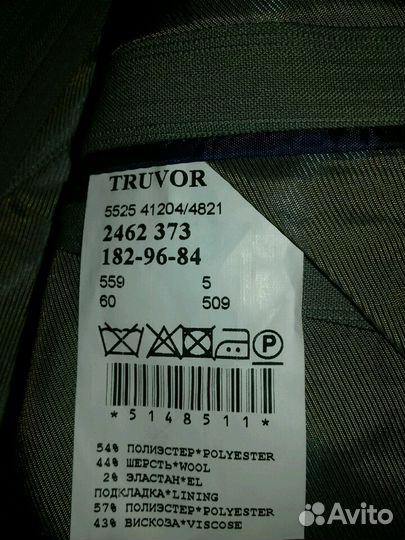 TRUVOR
5525 41204/4821
2462 373
182-96-84
559 5
60 509
P
*5148511*
54% ПОЛИЭСТЕР*POLYESTER
44% ШЕРСТЬ*WOOL
2% ЭЛАСТАН*EL
ПОДКЛАДКА*LINING
57% ПОЛИЭСТЕР*POLYESTER
43% ВИСКОЗА*VISCOSE
Avito